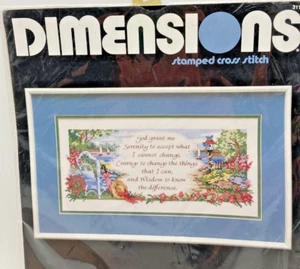 DIMENSIONS
stamped cross stitch
God grant me
Serenity to accept what
I cannot change,
Courage to change the things
that I can,
and Wisdom to know
the difference.